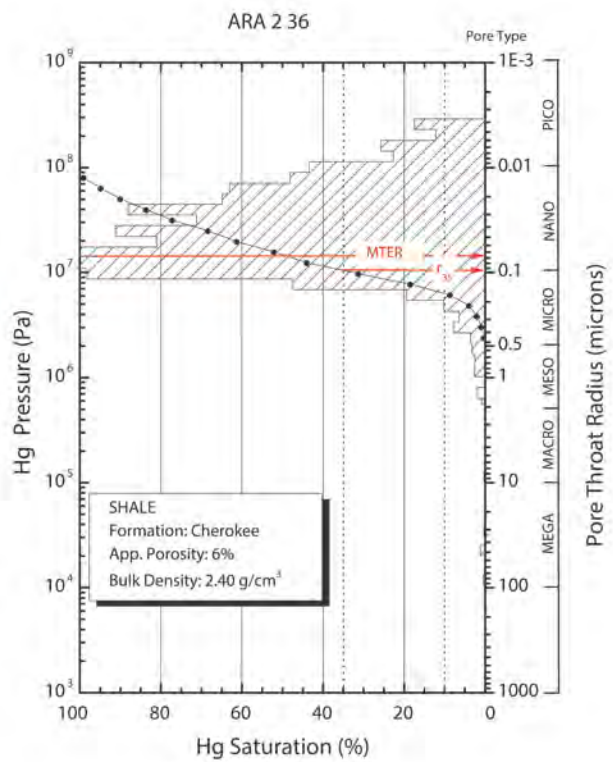 ARA 2 36
Pore Type
10⁹
10⁸
10⁷
10⁶
10⁵
10⁴
10³
Hg Pressure (Pa)
1E-3
0.01
0.1
0.5
1
10
100
1000
PICO
NANO
MICRO
MESO
MACRO
MEGA
Pore Throat Radius (microns)
MTER
r₃₅
SHALE
Formation: Cherokee
App. Porosity: 6%
Bulk Density: 2.40 g/cm³
100 80 60 40 20 0
Hg Saturation (%)